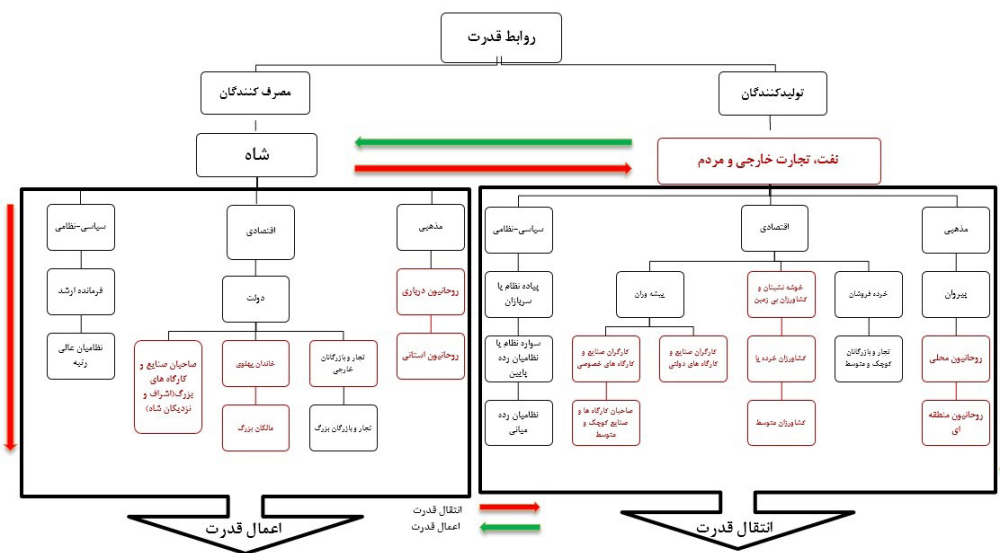 روابط قدرت
تولیدکنندگان
مصرف کنندگان
نفت، تجارت خارجی و مردم
شاه
مذهبی
اقتصادی
سیاسی-نظامی
پیروان
خرده فروشان
خوشه نشینان و
کشاورزان بی زمین
پیشه وران
پیاده نظام یا
سربازان
روحانیون محلی
تجار و بازرگانان
کوچک و متوسط
کشاورزان خرده پا
کارگران صنایع و
کارگاه های دولتی
کارگران صنایع و
کارگاه های خصوصی
سواره نظام یا
نظامیان رده
پایین
روحانیون منطقه
ای
کشاورزان متوسط
صاحبان کارگاه ها و
صنایع کوچک و
متوسط
نظامیان رده
میانی
انتقال قدرت
مذهبی
اقتصادی
سیاسی-نظامی
روحانیون درباری
دولت
فرمانده ارشد
روحانیون استانی
تجار و بازرگانان
خارجی
خاندان پهلوی
صاحبان صنایع و
کارگاه های
بزرگ(اشراف و
نزدیکان شاه)
نظامیان عالی
رتبه
تجار و بازرگان بزرگ
مالکان بزرگ
اعمال قدرت
انتقال قدرت
اعمال قدرت